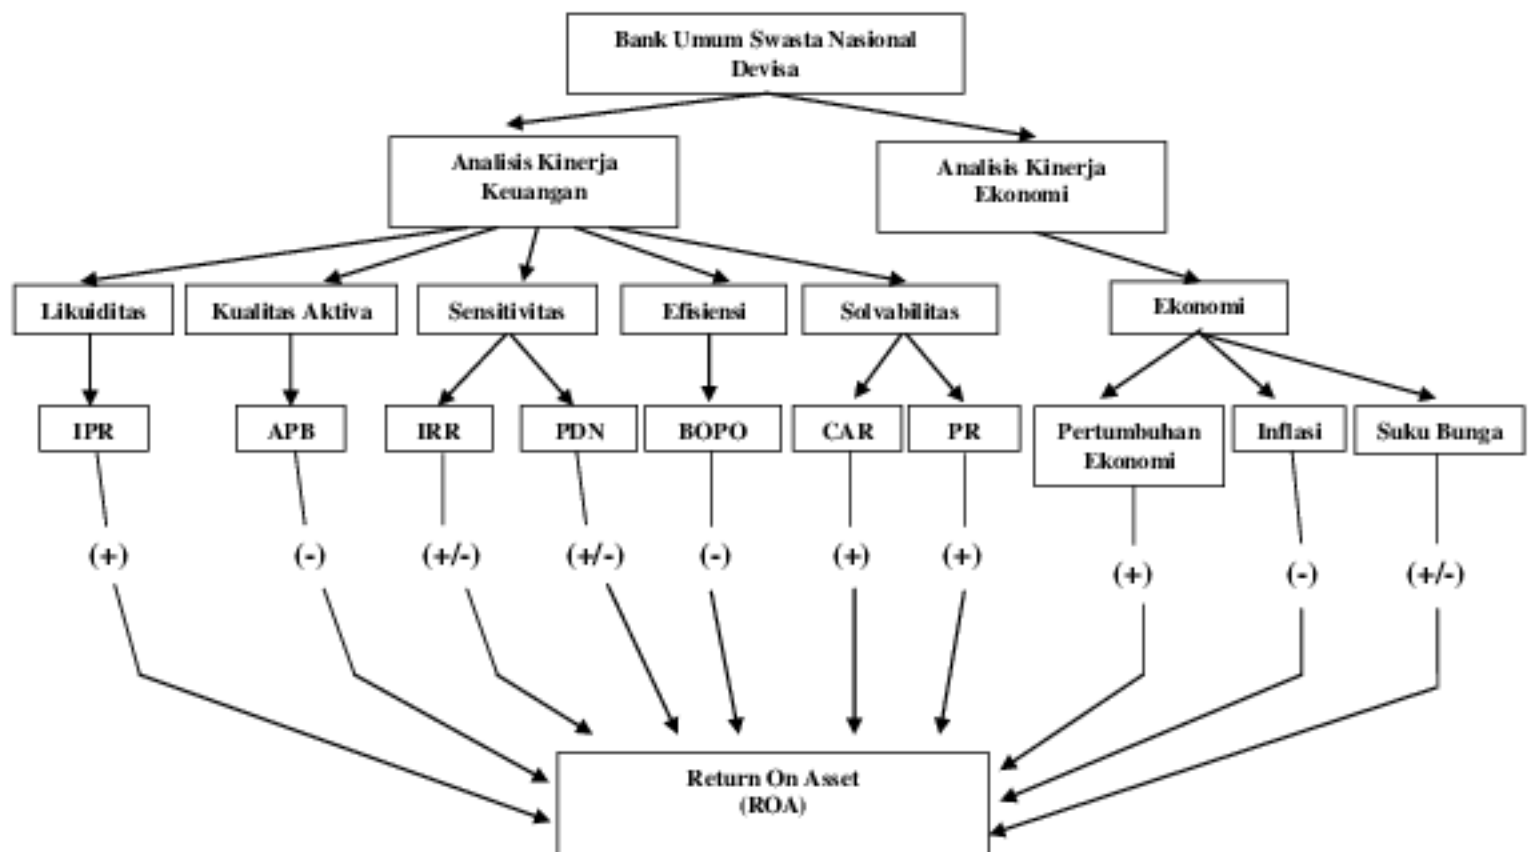 Bank Umum Swasta Nasional
Devisa
Analisis Kinerja
Keuangan
Analisis Kinerja
Ekonomi
Likuiditas
Kualitas Aktiva
Sensitivitas
Efisiensi
Solvabilitas
Ekonomi
IPR
APB
IRR
PDN
BOPO
CAR
PR
Pertumbuhan
Ekonomi
Inflasi
Suku Bunga
(+)
(-)
(+/-)
(+/-)
(-)
(+)
(+)
(+)
(-)
(+/-)
Return On Asset
(ROA)